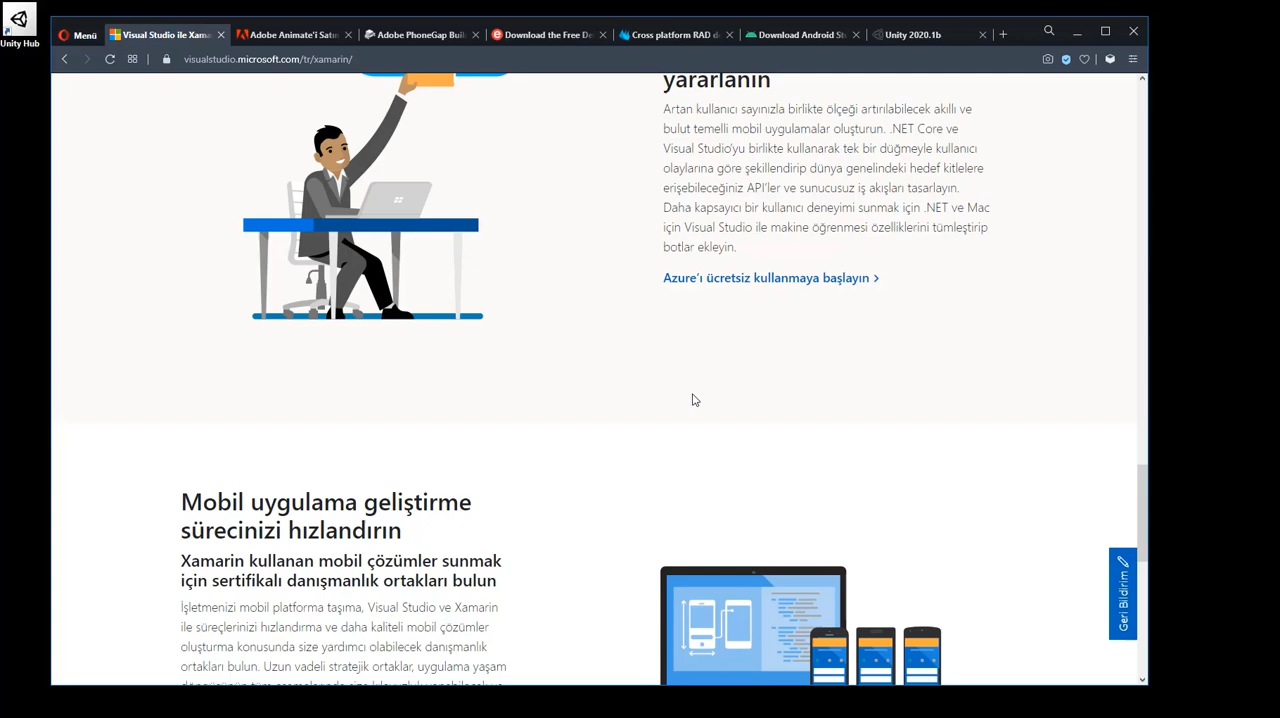 Unity Hub
Menü
Visual Studio ile Xama
Adobe Animate'i Satın
Adobe PhoneGap Buil
Download the Free De
Cross platform RAD d
Download Android St
Unity 2020.1b
visualstudio.microsoft.com/tr/xamarin/
yararlanın
Artan kullanıcı sayınızla birlikte ölçeği artırılabilecek akıllı ve
bulut temelli mobil uygulamalar oluşturun. .NET Core ve
Visual Studio'yu birlikte kullanarak tek bir düğmeyle kullanıcı
olaylarına göre şekillendirip dünya genelindeki hedef kitlelere
erişebileceğiniz API'ler ve sunucusuz iş akışları tasarlayın.
Daha kapsayıcı bir kullanıcı deneyimi sunmak için .NET ve Mac
için Visual Studio ile makine öğrenmesi özelliklerini tümleştirip
botlar ekleyin.
Azure'ı ücretsiz kullanmaya başlayın >
Mobil uygulama geliştirme
sürecinizi hızlandırın
Xamarin kullanan mobil çözümler sunmak
için sertifikalı danışmanlık ortakları bulun
İşletmenizi mobil platforma taşıma, Visual Studio ve Xamarin
ile süreçlerinizi hızlandırma ve daha kaliteli mobil çözümler
oluşturma konusunda size yardımcı olabilecek danışmanlık
ortakları bulun. Uzun vadeli stratejik ortaklar, uygulama yaşam
Geri Bildirim